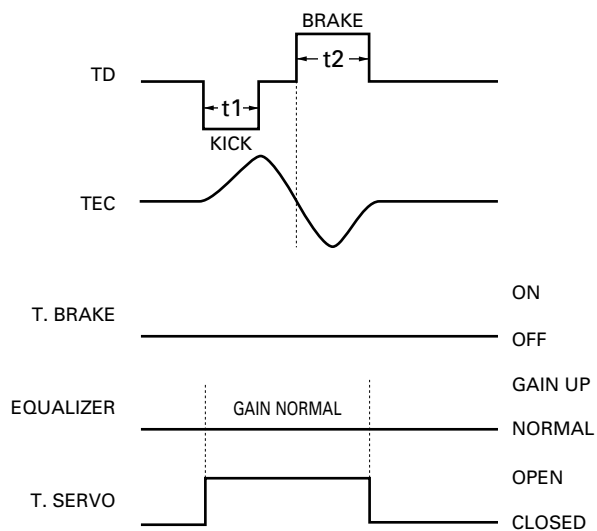 BRAKE
TD
t1
t2
KICK
TEC
ON
T. BRAKE
OFF
GAIN UP
EQUALIZER
GAIN NORMAL
NORMAL
OPEN
T. SERVO
CLOSED